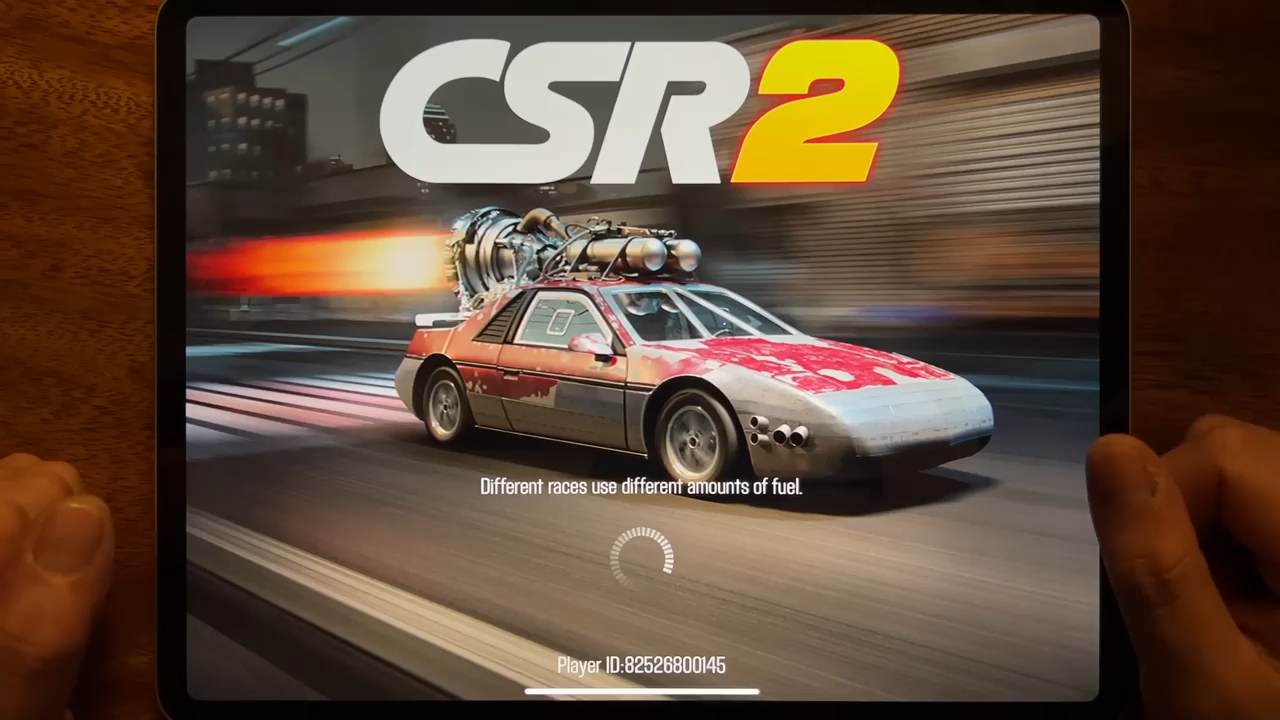 CSR2
Different races use different amounts of fuel.
Player ID:82526800145